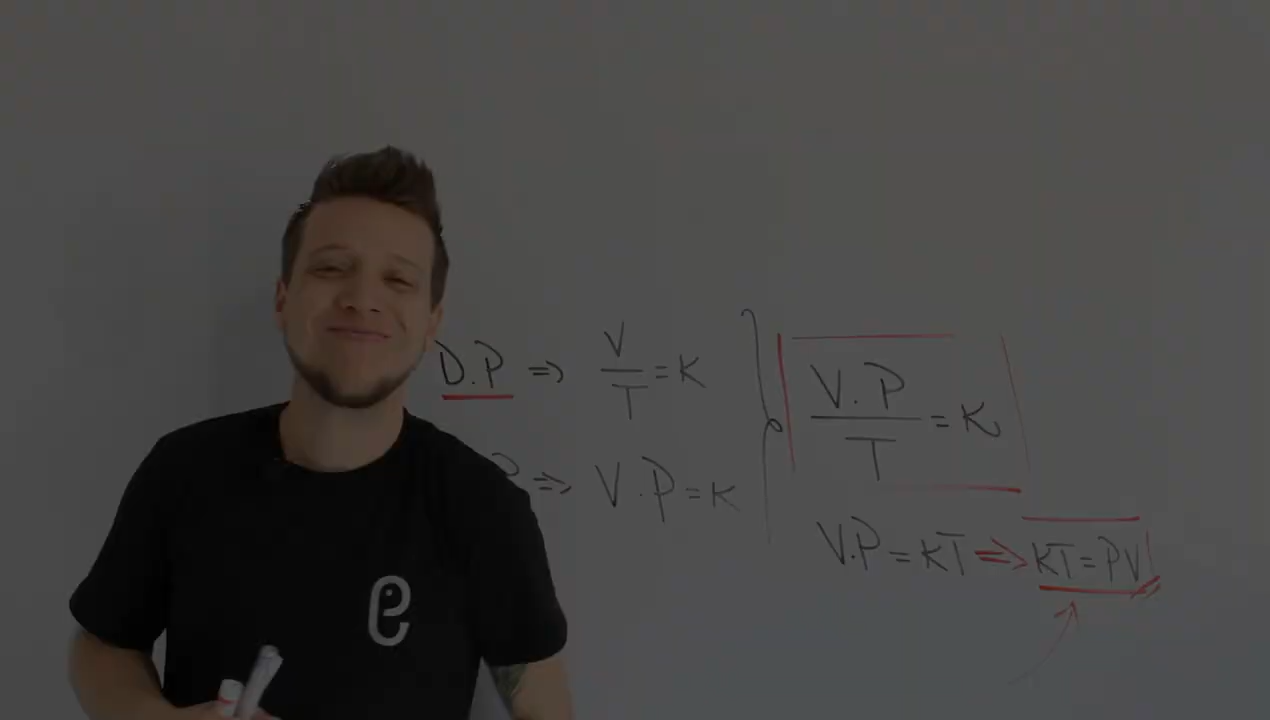 D.P ⇒ V/T = K
P ⇒ V.P = K
V.P/T = K
V.P = KT ⇒ KT = PV
e